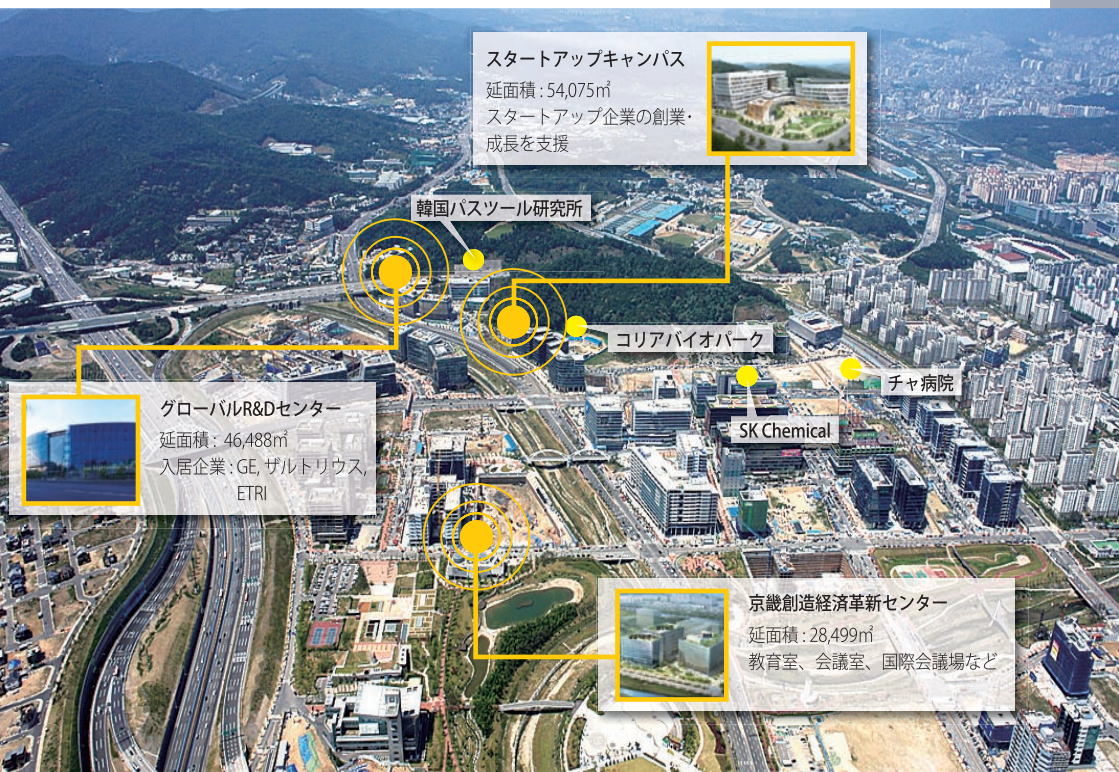 スタートアップキャンパス
延面積 : 54,075㎡
スタートアップ企業の創業・
成長を支援
韓国パスツール研究所
コリアバイオパーク
チャ病院
SK Chemical
グローバルR&Dセンター
延面積 : 46,488㎡
入居企業 : GE, ザルトリウス,
ETRI
京畿創造経済革新センター
延面積 : 28,499㎡
教育室、会議室、国際会議場など